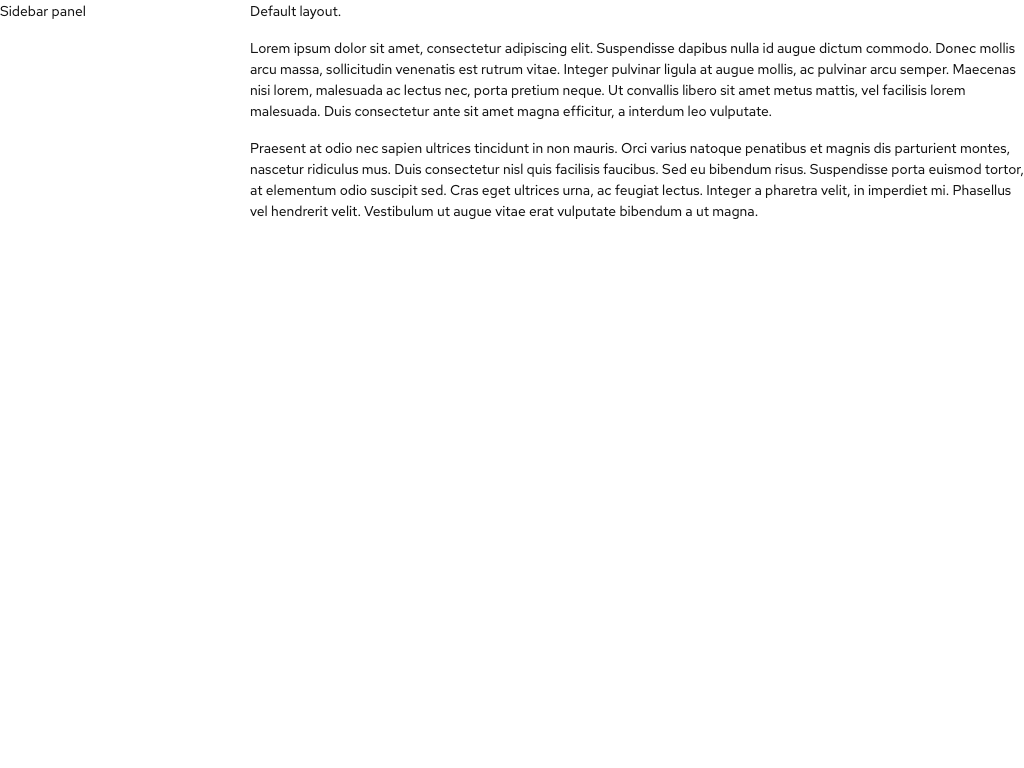 Sidebar panel
Default layout.
Lorem ipsum dolor sit amet, consectetur adipiscing elit. Suspendisse dapibus nulla id augue dictum commodo. Donec mollis
arcu massa, sollicitudin venenatis est rutrum vitae. Integer pulvinar ligula at augue mollis, ac pulvinar arcu semper. Maecenas
nisi lorem, malesuada ac lectus nec, porta pretium neque. Ut convallis libero sit amet metus mattis, vel facilisis lorem
malesuada. Duis consectetur ante sit amet magna efficitur, a interdum leo vulputate.
Praesent at odio nec sapien ultrices tincidunt in non mauris. Orci varius natoque penatibus et magnis dis parturient montes,
nascetur ridiculus mus. Duis consectetur nisl quis facilisis faucibus. Sed eu bibendum risus. Suspendisse porta euismod tortor,
at elementum odio suscipit sed. Cras eget ultrices urna, ac feugiat lectus. Integer a pharetra velit, in imperdiet mi. Phasellus
vel hendrerit velit. Vestibulum ut augue vitae erat vulputate bibendum a ut magna.